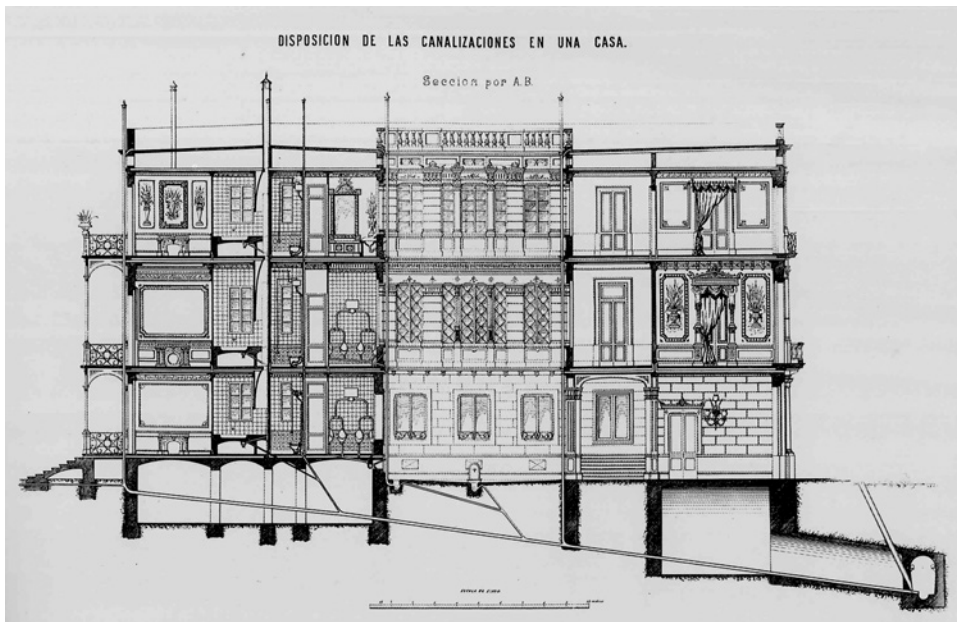 DISPOSICION DE LAS CANALIZACIONES EN UNA CASA.
Seccion por A.B.